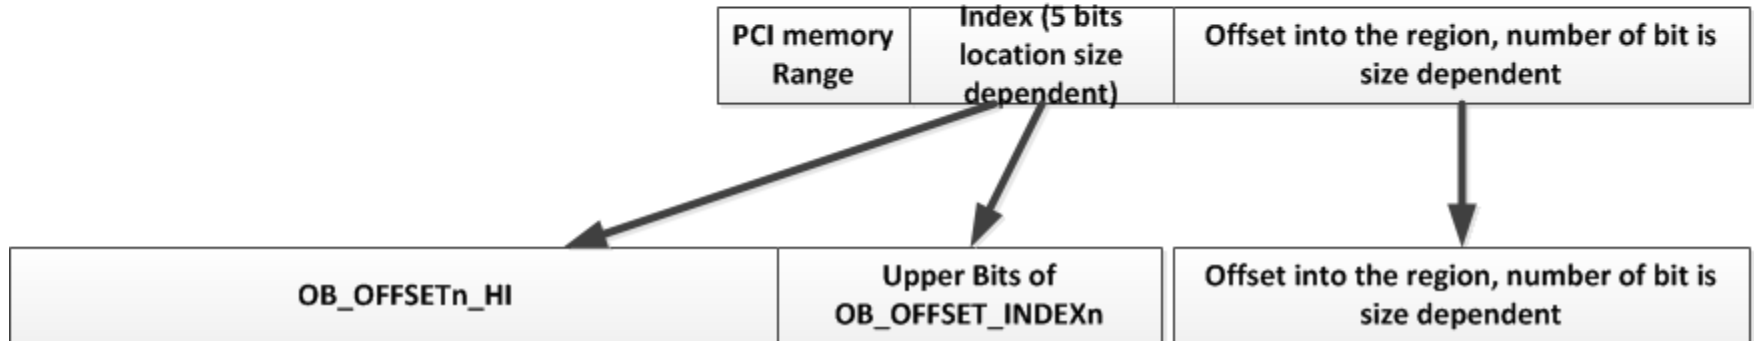 PCI memory
Range
Index (5 bits
location size
dependent)
Offset into the region, number of bit is
size dependent
OB_OFFSETn_HI
Upper Bits of
OB_OFFSET_INDEXn
Offset into the region, number of bit is
size dependent